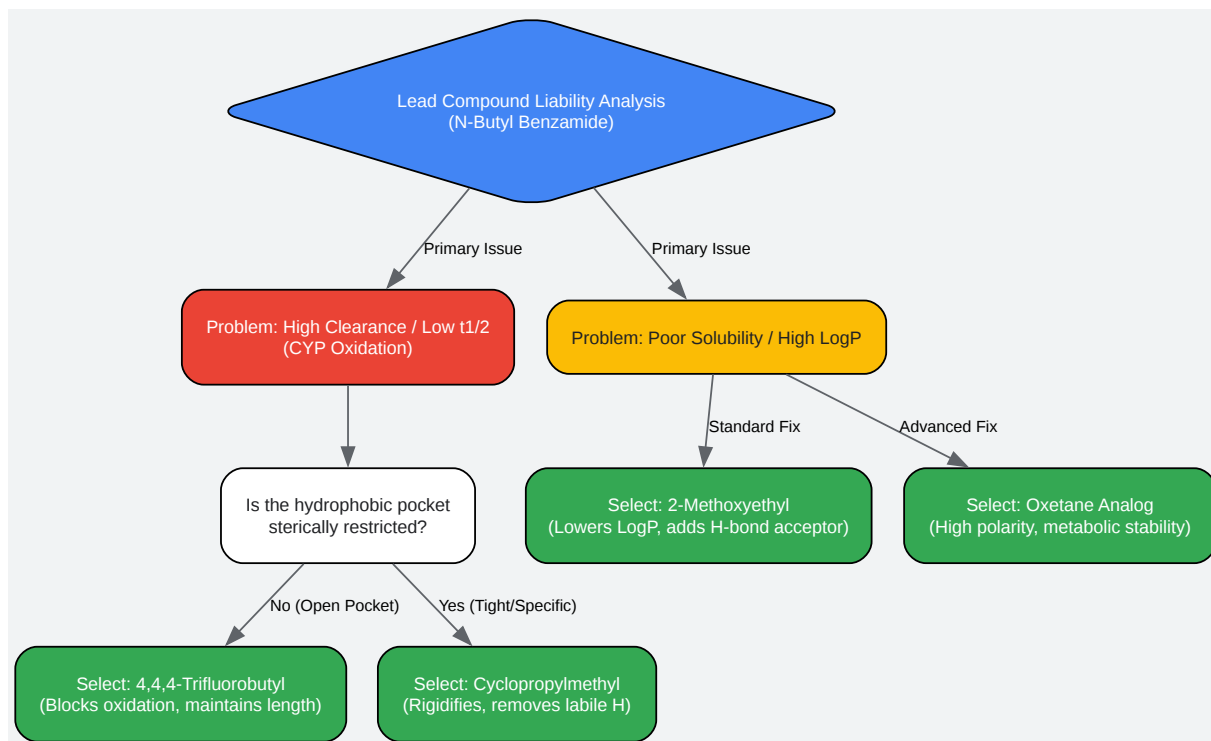 Lead Compound Liability Analysis
(N-Butyl Benzamide)
Primary Issue
Primary Issue
Problem: High Clearance / Low t1/2
(CYP Oxidation)
Problem: Poor Solubility / High LogP
Standard Fix
Advanced Fix
Is the hydrophobic pocket
sterically restricted?
Select: 2-Methoxyethyl
(Lowers LogP, adds H-bond acceptor)
Select: Oxetane Analog
(High polarity, metabolic stability)
No (Open Pocket)
Yes (Tight/Specific)
Select: 4,4,4-Trifluorobutyl
(Blocks oxidation, maintains length)
Select: Cyclopropylmethyl
(Rigidifies, removes labile H)